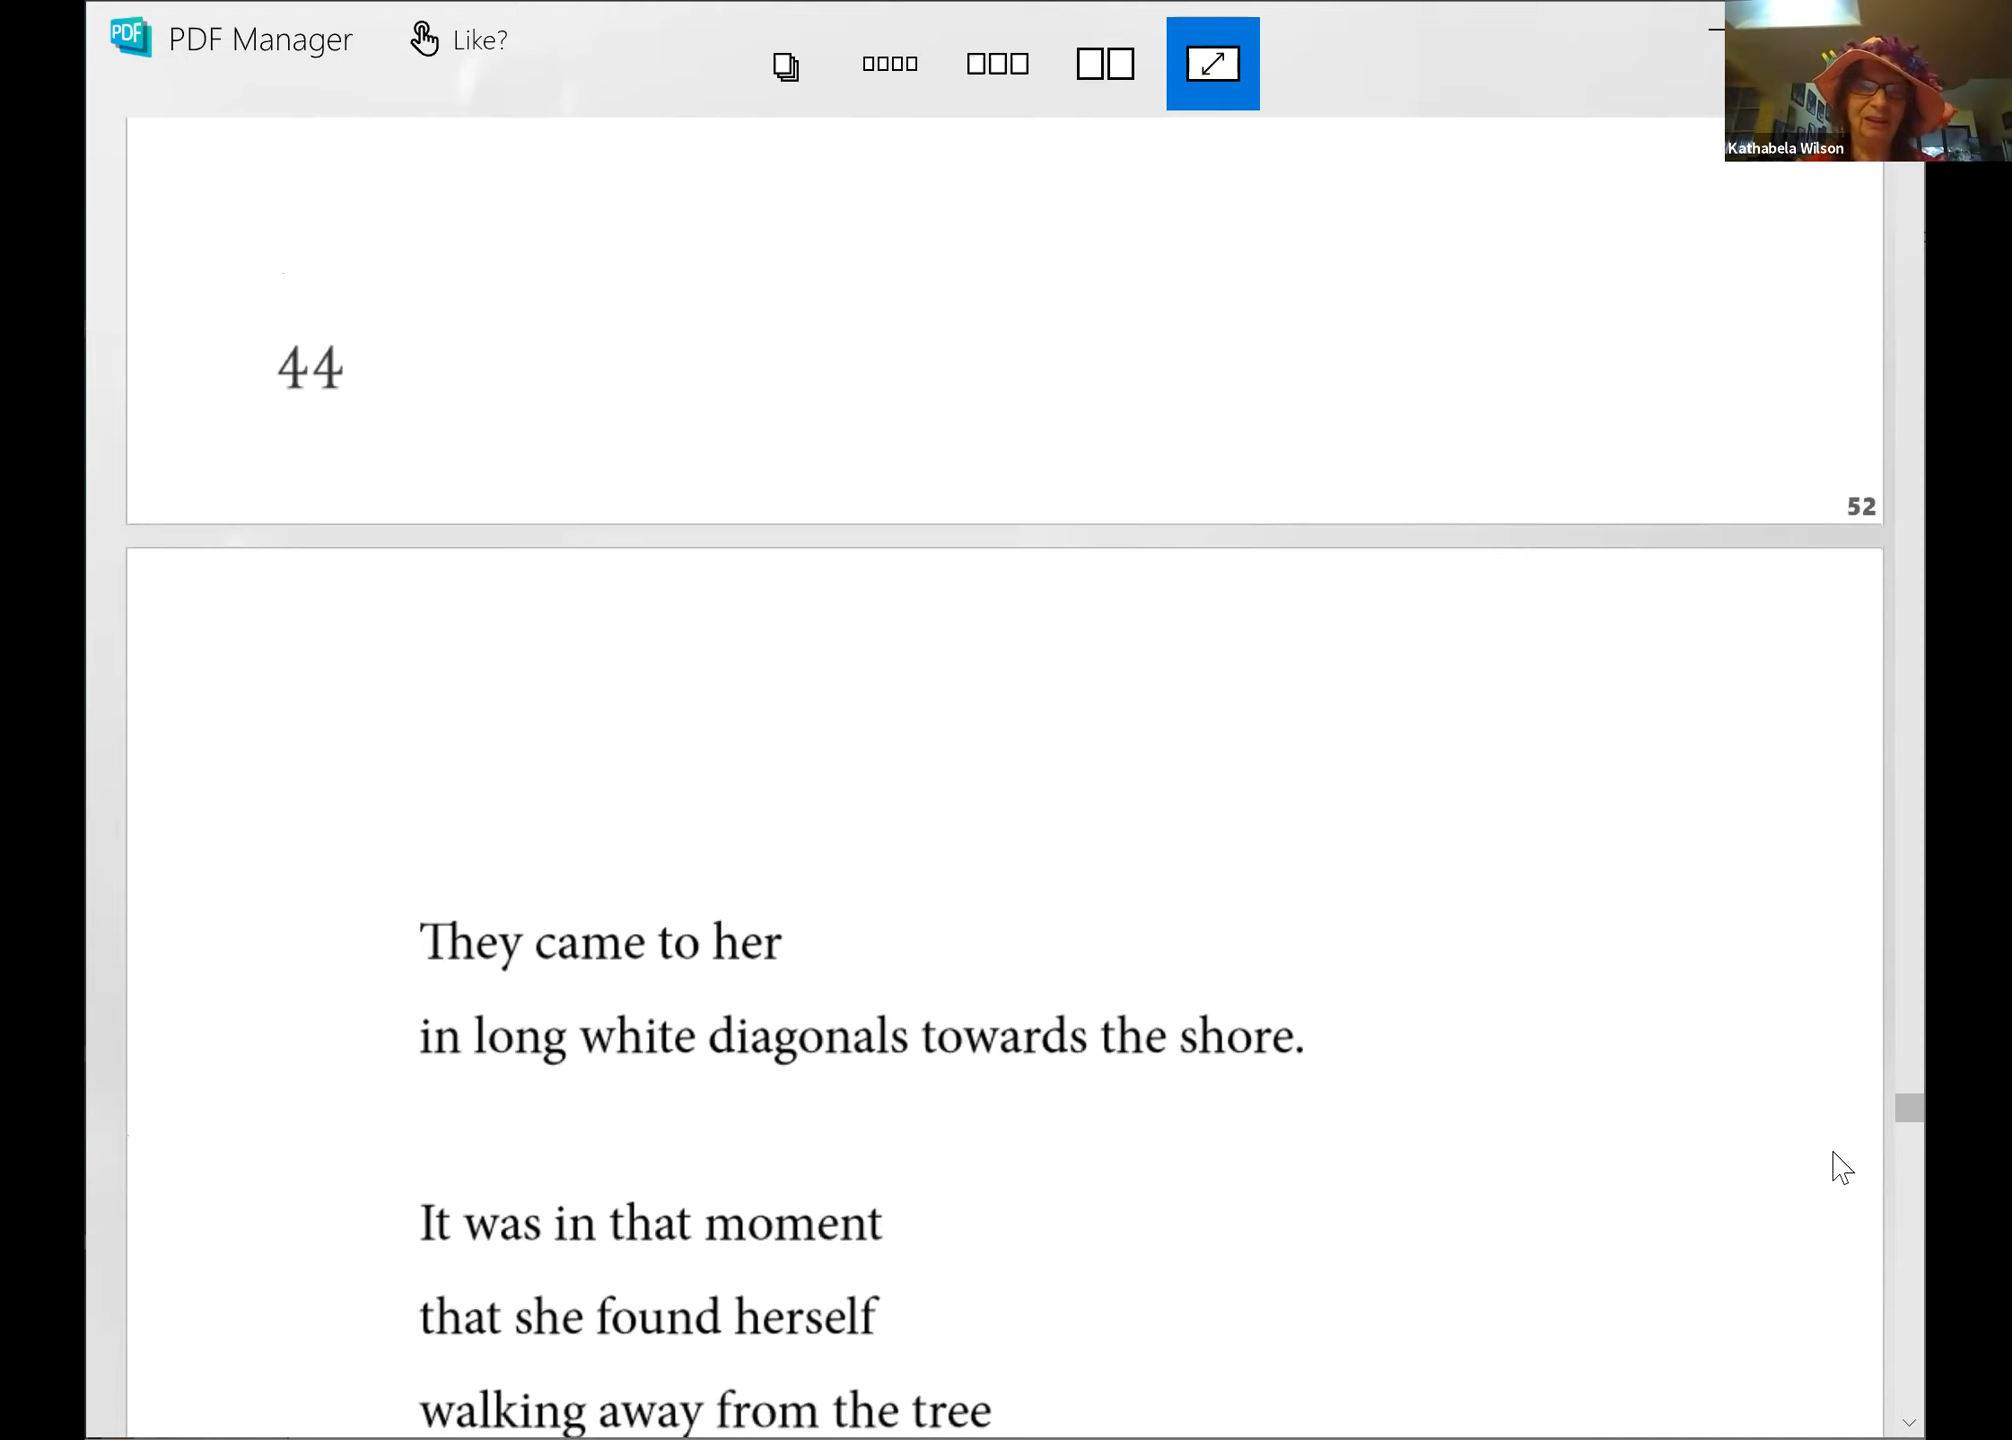 PDF PDF Manager
Like?
Kathabela Wilson
44
52
They came to her
in long white diagonals towards the shore.
It was in that moment
that she found herself
walking away from the tree